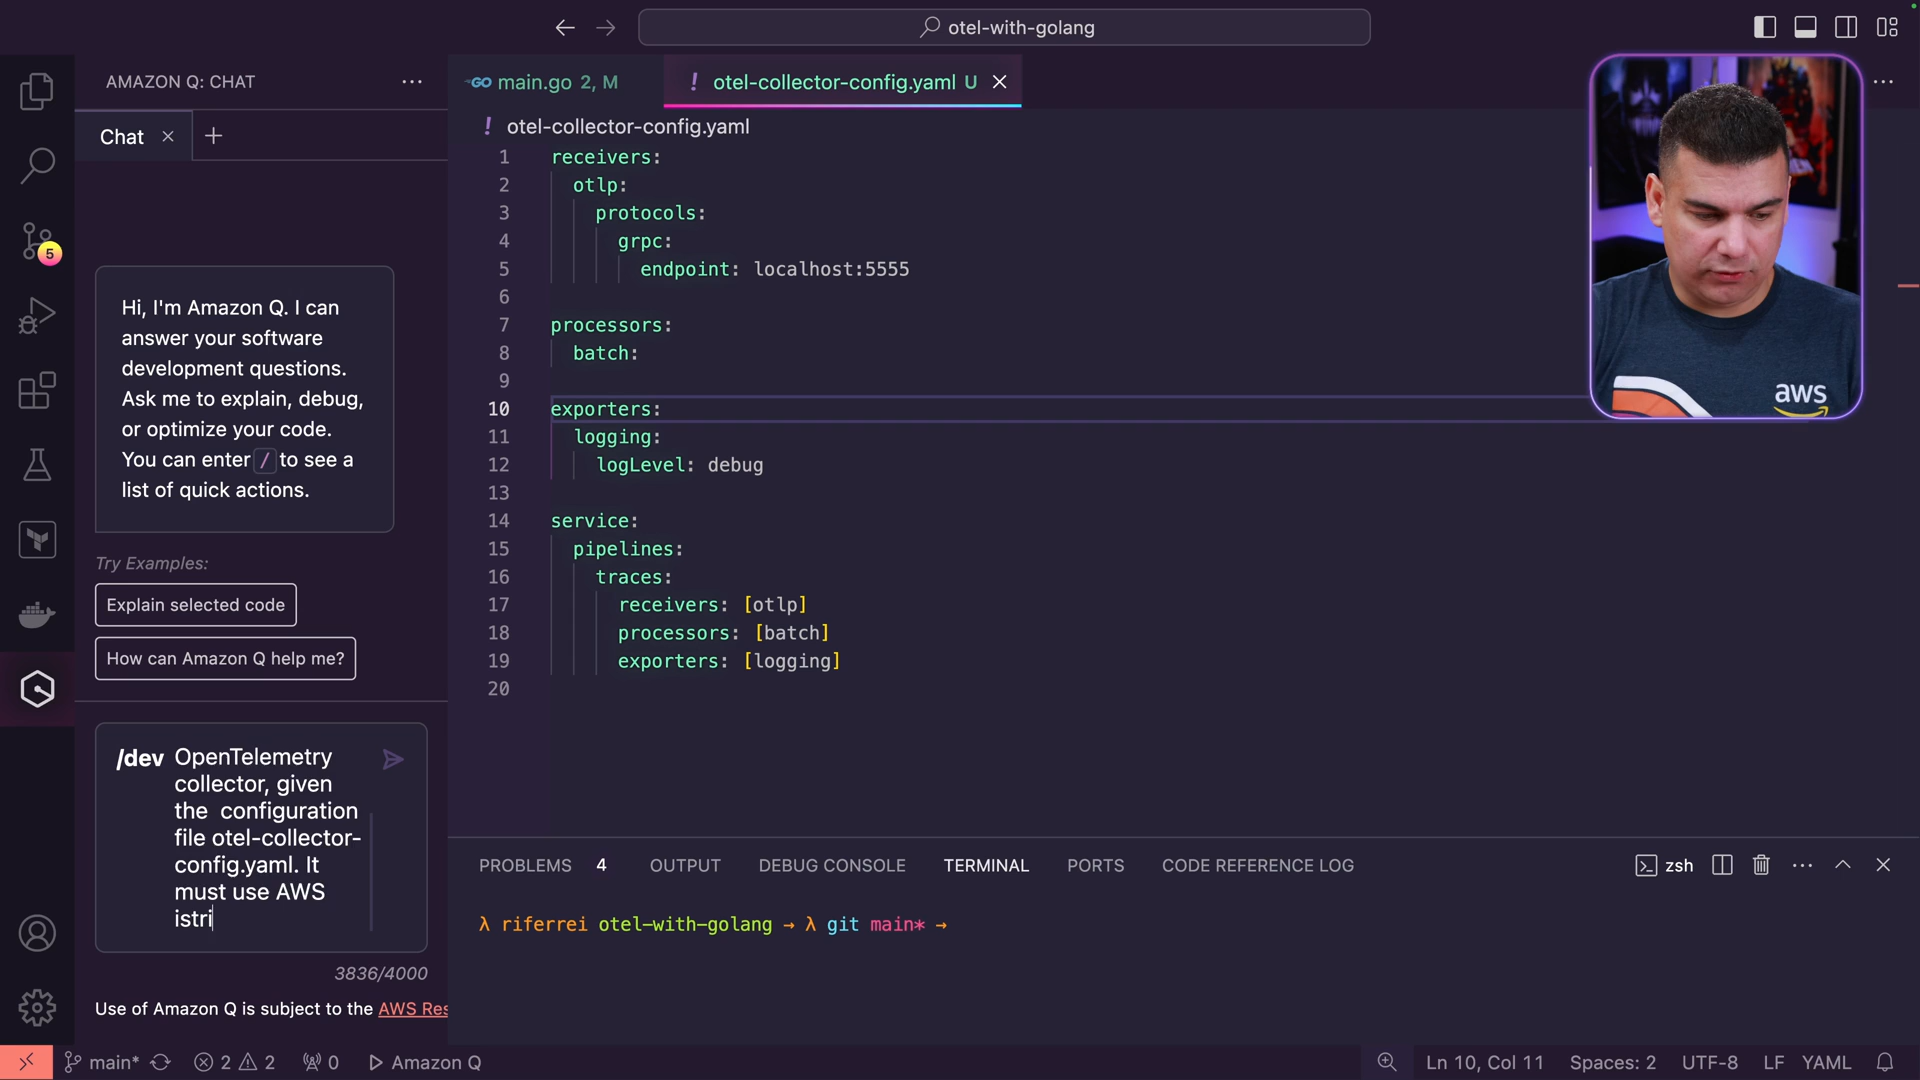 otel-with-golang
AMAZON Q: CHAT
Chat
Hi, I'm Amazon Q. I can
answer your software
development questions.
Ask me to explain, debug,
or optimize your code.
You can enter / to see a
list of quick actions.
Try Examples:
Explain selected code
How can Amazon Q help me?
/dev OpenTelemetry
collector, given
the  configuration
file otel-collector-
config.yaml. It
must use AWS
istri
3836/4000
Use of Amazon Q is subject to the AWS Res
5
GO main.go 2, M
! otel-collector-config.yaml U
! otel-collector-config.yaml
1 receivers:
2 otlp:
3 protocols:
4 grpc:
5 endpoint: localhost:5555
6
7 processors:
8 batch:
9
10 exporters:
11 logging:
12 logLevel: debug
13
14 service:
15 pipelines:
16 traces:
17 receivers: [otlp]
18 processors: [batch]
19 exporters: [logging]
20
aws
PROBLEMS 4 OUTPUT DEBUG CONSOLE TERMINAL PORTS CODE REFERENCE LOG
zsh
λ riferrei otel-with-golang → λ git main* →
main* 2 2 0 Amazon Q
Ln 10, Col 11 Spaces: 2 UTF-8 LF YAML